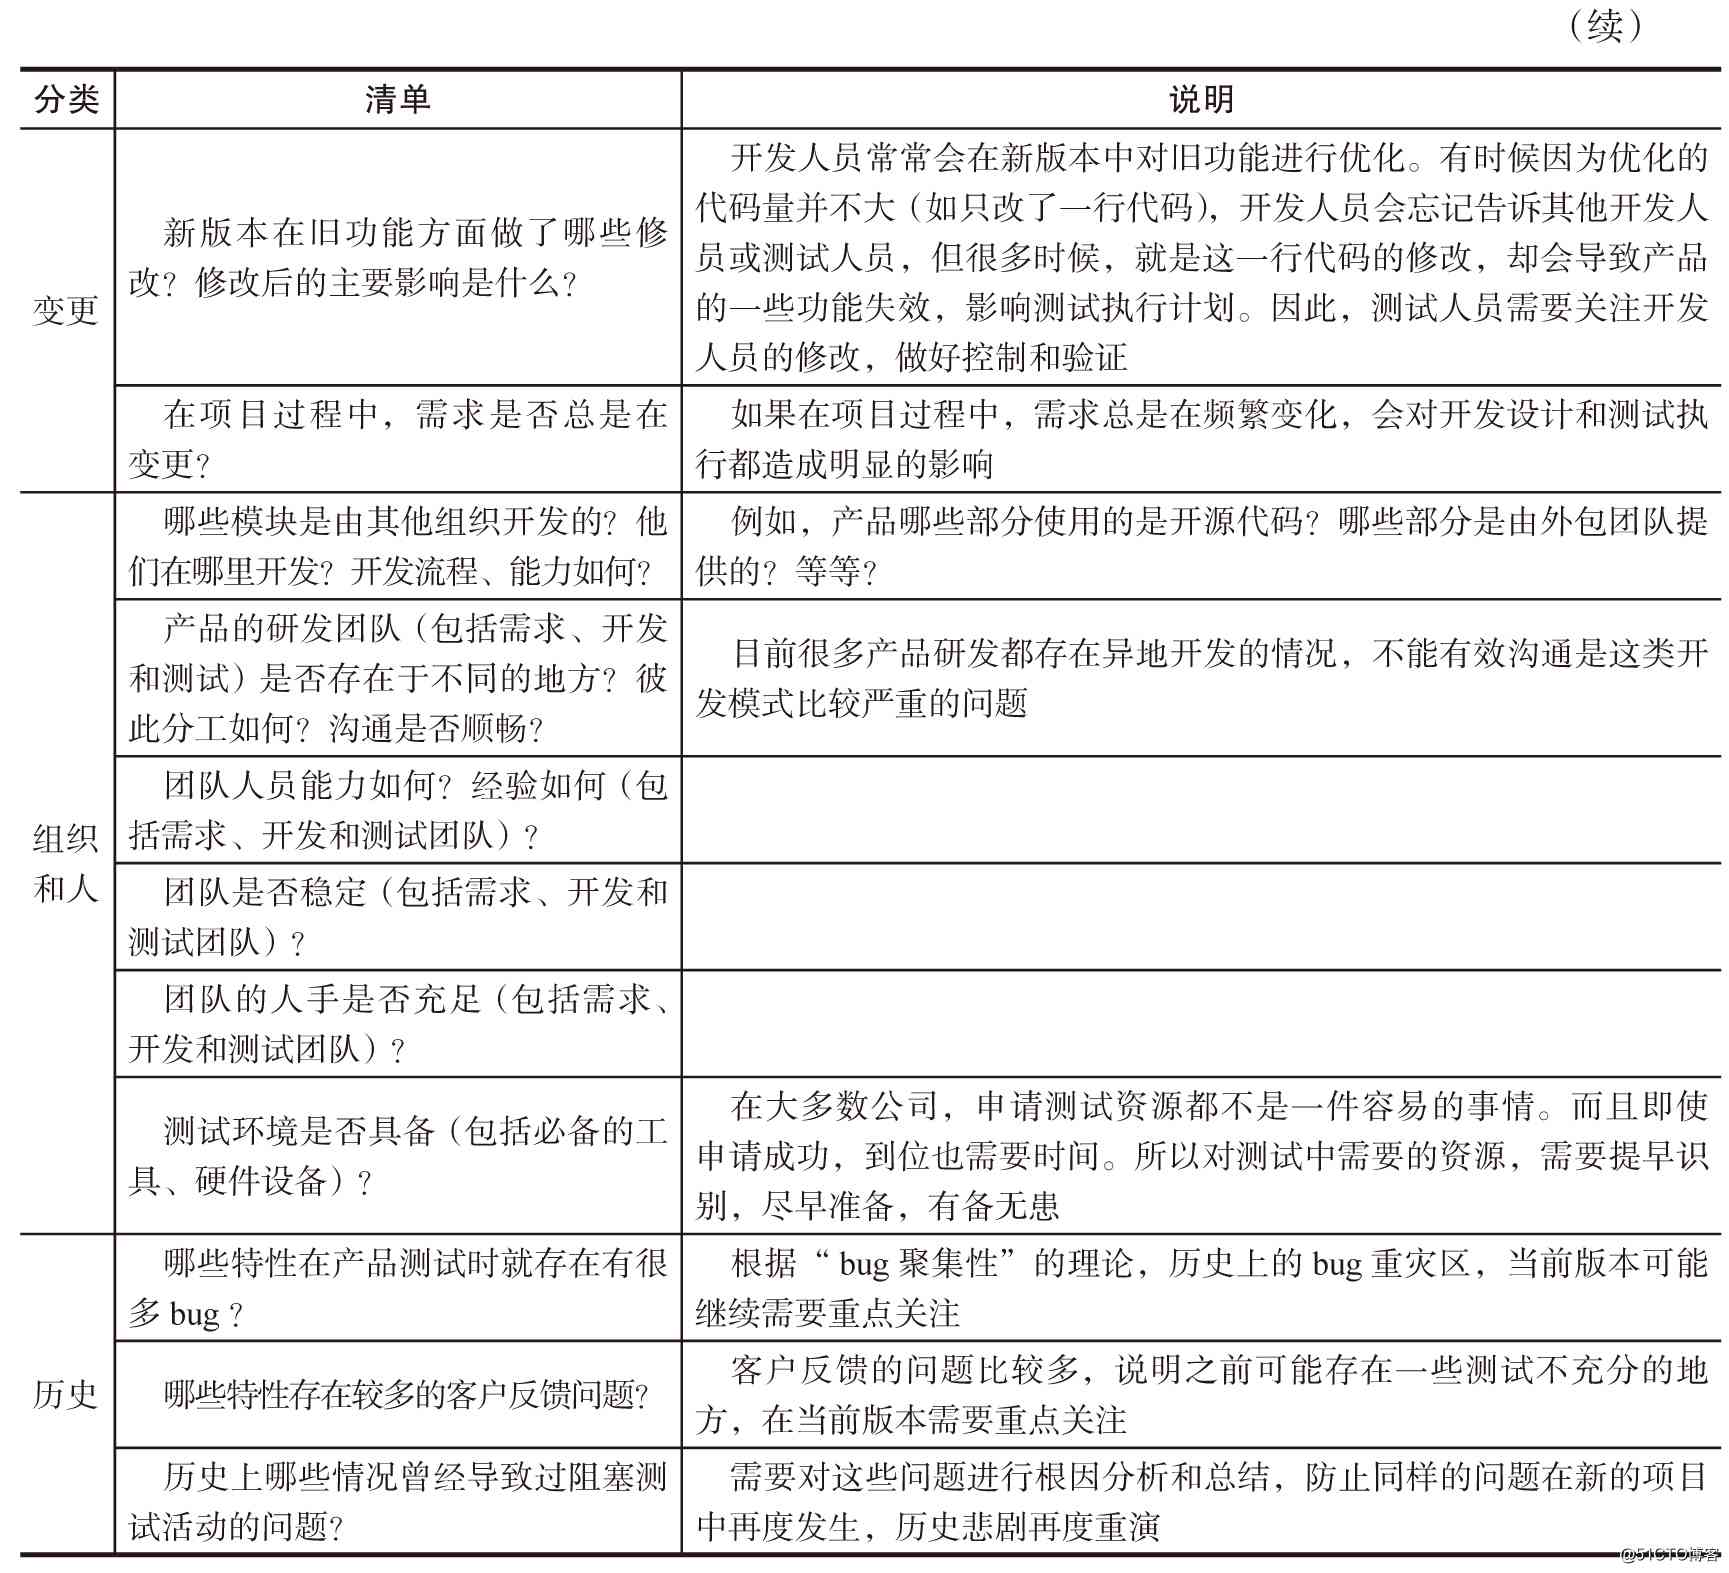 （续）
分类
清单
说明
变更
新版本在旧功能方面做了哪些修
改？修改后的主要影响是什么？
开发人员常常会在新版本中对旧功能进行优化。有时候因为优化的
代码量并不大（如只改了一行代码），开发人员会忘记告诉其他开发人
员或测试人员，但很多时候，就是这一行代码的修改，却会导致产品
的一些功能失效，影响测试执行计划。因此，测试人员需要关注开发
人员的修改，做好控制和验证
在项目过程中，需求是否总是在
变更？
如果在项目过程中，需求总是在频繁变化，会对开发设计和测试执
行都造成明显的影响
组织
和人
哪些模块是由其他组织开发的？他
们在哪里开发？开发流程、能力如何？
例如，产品哪些部分使用的是开源代码？哪些部分是由外包团队提
供的？等等？
产品的研发团队（包括需求、开发
和测试）是否存在于不同的地方？彼
此分工如何？沟通是否顺畅？
目前很多产品研发都存在异地开发的情况，不能有效沟通是这类开
发模式比较严重的问题
团队人员能力如何？经验如何（包
括需求、开发和测试团队）？
团队是否稳定（包括需求、开发和
测试团队）？
团队的人手是否充足（包括需求、
开发和测试团队）？
测试环境是否具备（包括必备的工
具、硬件设备）？
在大多数公司，申请测试资源都不是一件容易的事情。而且即使
申请成功，到位也需要时间。所以对测试中需要的资源，需要提早识
别，尽早准备，有备无患
历史
哪些特性在产品测试时就存在有很
多 bug？
根据“bug 聚集性”的理论，历史上的 bug 重灾区，当前版本可能
继续需要重点关注
哪些特性存在较多的客户反馈问题？
客户反馈的问题比较多，说明之前可能存在一些测试不充分的地
方，在当前版本需要重点关注
历史上哪些情况曾经导致过阻塞测
试活动的问题？
需要对这些问题进行根因分析和总结，防止同样的问题在新的项目
中再度发生，历史悲剧再度重演
@51CTO博客